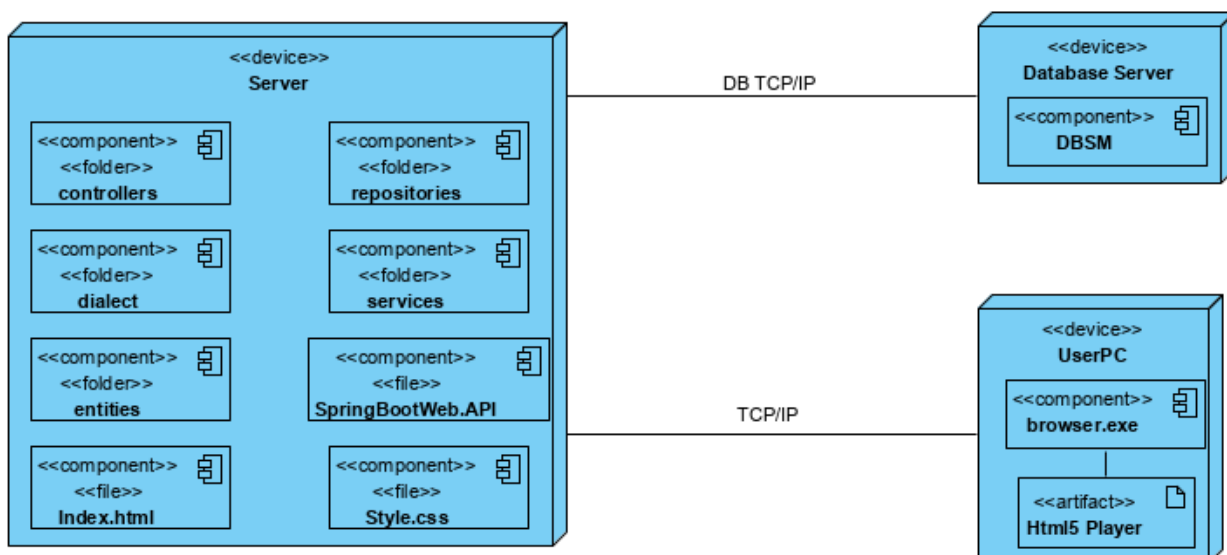 <<device>>
Server
<<component>>
<<folder>>
controllers
<<component>>
<<folder>>
repositories
<<component>>
<<folder>>
dialect
<<component>>
<<folder>>
services
<<component>>
<<folder>>
entities
<<component>>
<<file>>
SpringBootWeb.API
<<component>>
<<file>>
Index.html
<<component>>
<<file>>
Style.css
DB TCP/IP
TCP/IP
<<device>>
Database Server
<<component>>
DBSM
<<device>>
UserPC
<<component>>
browser.exe
<<artifact>>
Html5 Player